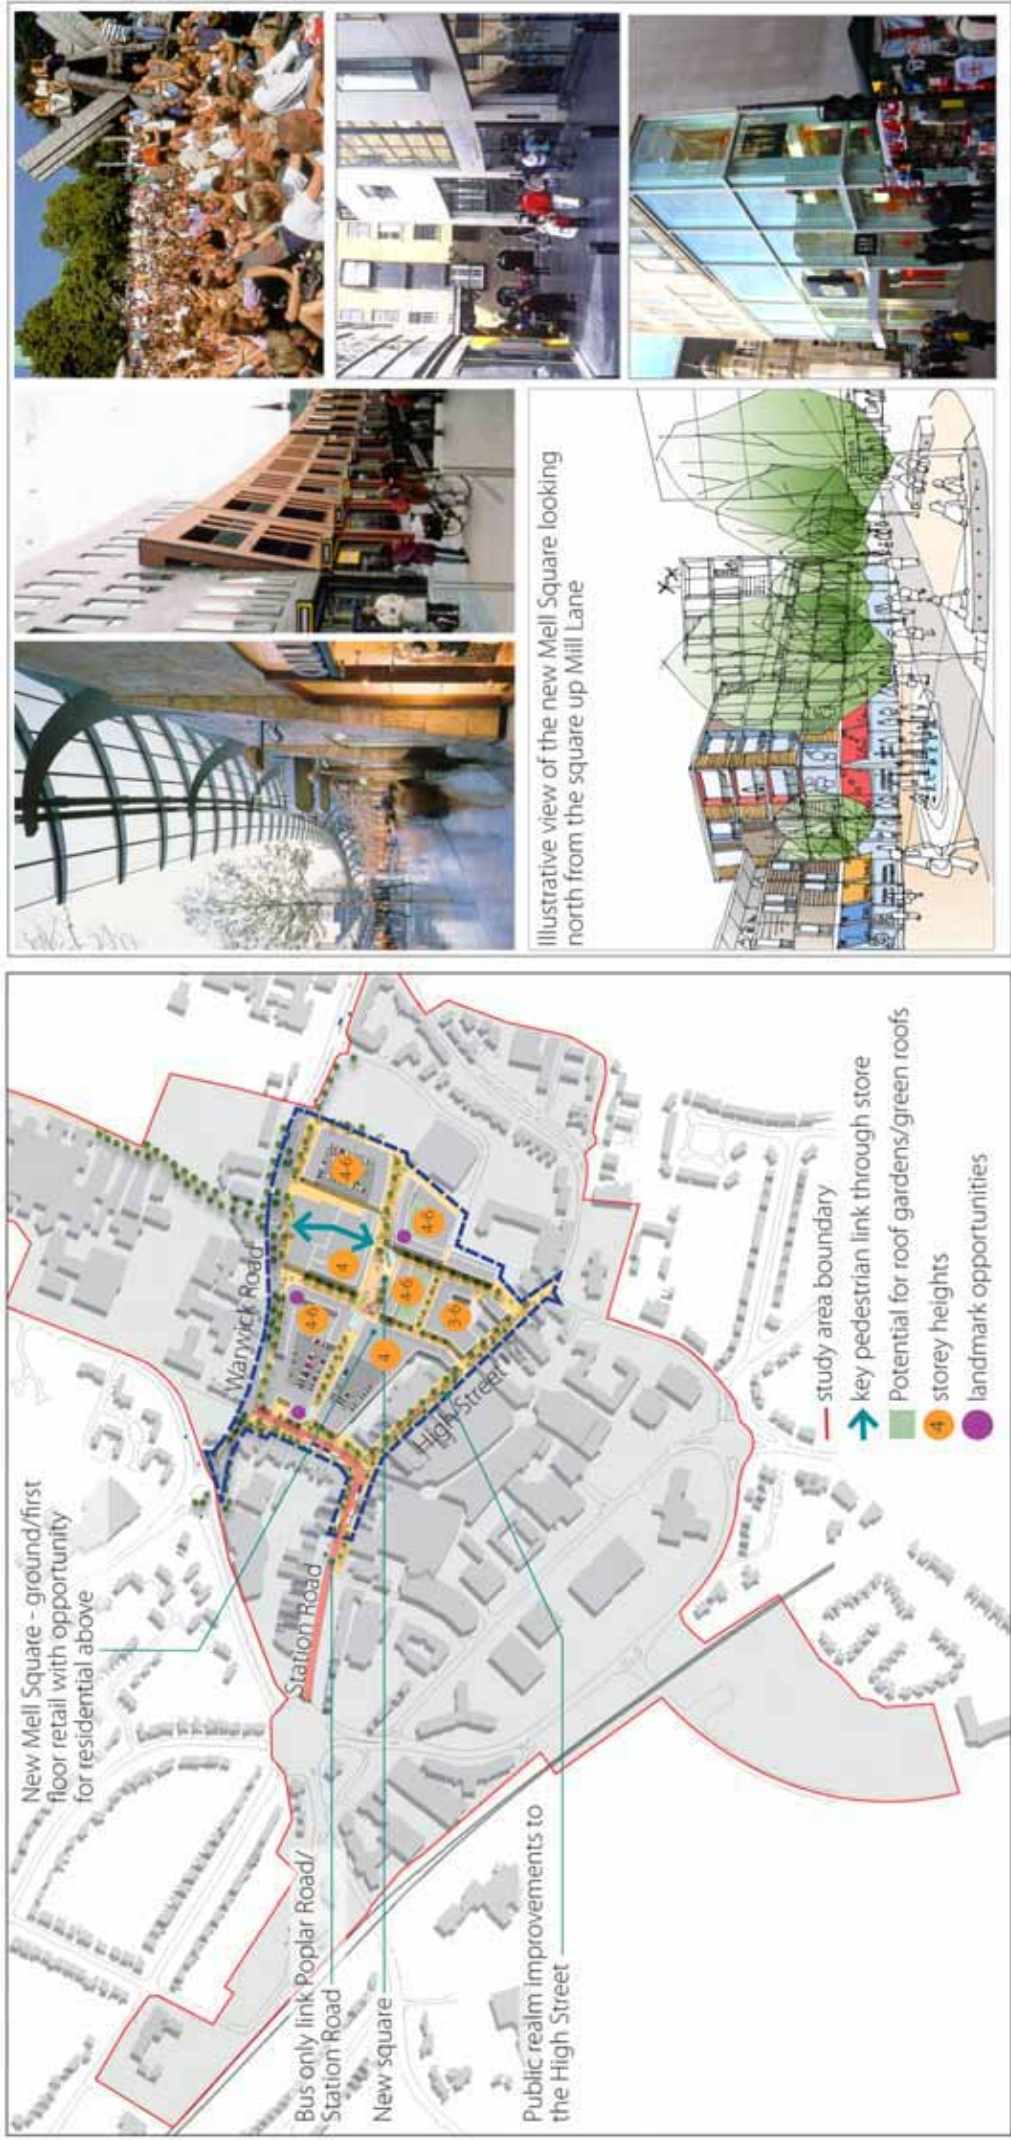 New Mell Square - ground/first
floor retail with opportunity
for residential above
Warwick Road
Station Road
High Street
Bus only link Poplar Road/
Station Road
New square
Public realm improvements to
the High Street
4-6
4
4-6
4-6
4-6
4
3-6
study area boundary
key pedestrian link through store
Potential for roof gardens/green roofs
4
storey heights
landmark opportunities
Illustrative view of the new Mell Square looking
north from the square up Mill Lane